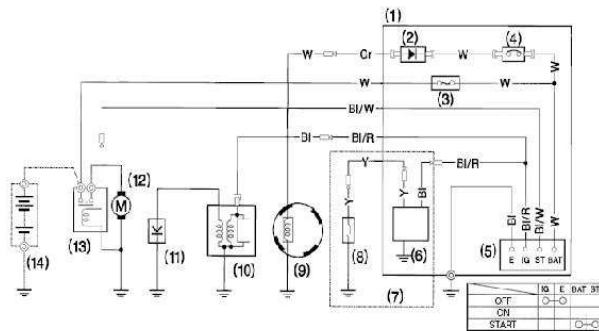 (1)
(2)
(4)
W
Gr
W
W
W
W
(3)
Bl/W
Bl
Bl/R
Y
Bl/R
Y
Y
Bl
Bl
Bl/R
Bl/W
W
(12)
M
(13)
(14)
K
(11)
(10)
(9)
(8)
(6)
(7)
(5)
E IG ST BAT
IG E BAT ST
OFF
ON
START